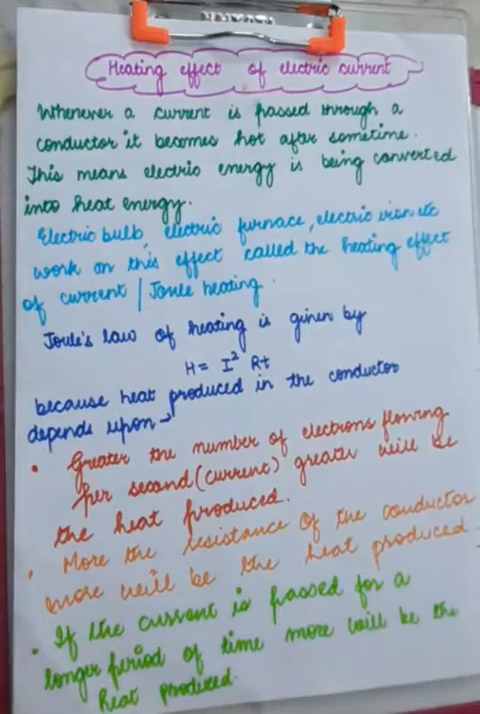 Heating effect of electric current
Whenever a current is passed through a
conductor it becomes hot after sometime.
This means electric energy is being converted
into heat energy.
Electric bulb, electric furnace, electric iron etc
work on this effect called the heating effect
of current / Joule heating.
Joule's law of heating is given by
H = I² Rt
because heat produced in the conductor
depends upon→
• Greater the number of electrons flowing
per second (current) greater will be
the heat produced.
• More the resistance of the conductor
more will be the heat produced.
• If the current is passed for a
longer period of time more will be the
heat produced.